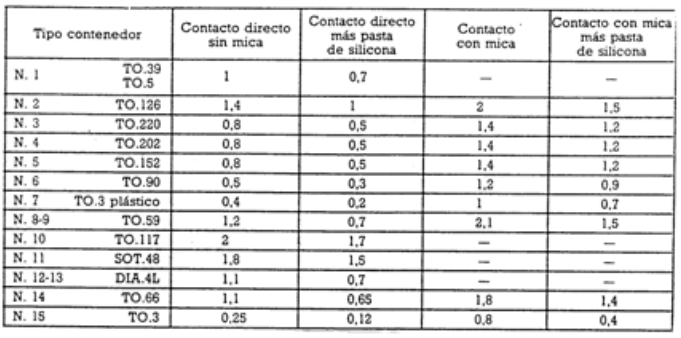 Tipo contenedor Contacto directo sin mica Contacto directo más pasta de silicona Contacto con mica Contacto con mica más pasta de silicona
N. 1 TO.39 TO.5 1 0,7 — —
N. 2 TO.126 1,4 1 2 1,5
N. 3 TO.220 0,8 0,5 1,4 1,2
N. 4 TO.202 0,8 0,5 1,4 1,2
N. 5 TO.152 0,8 0,5 1,4 1,2
N. 6 TO.90 0,5 0,3 1,2 0,9
N. 7 TO.3 plástico 0,4 0,2 1 0,7
N. 8-9 TO.59 1,2 0,7 2,1 1,5
N. 10 TO.117 2 1,7 — —
N. 11 SOT.48 1,8 1,5 — —
N. 12-13 DIA.4L 1,1 0,7 — —
N. 14 TO.66 1,1 0,65 1,8 1,4
N. 15 TO.3 0,25 0,12 0,8 0,4